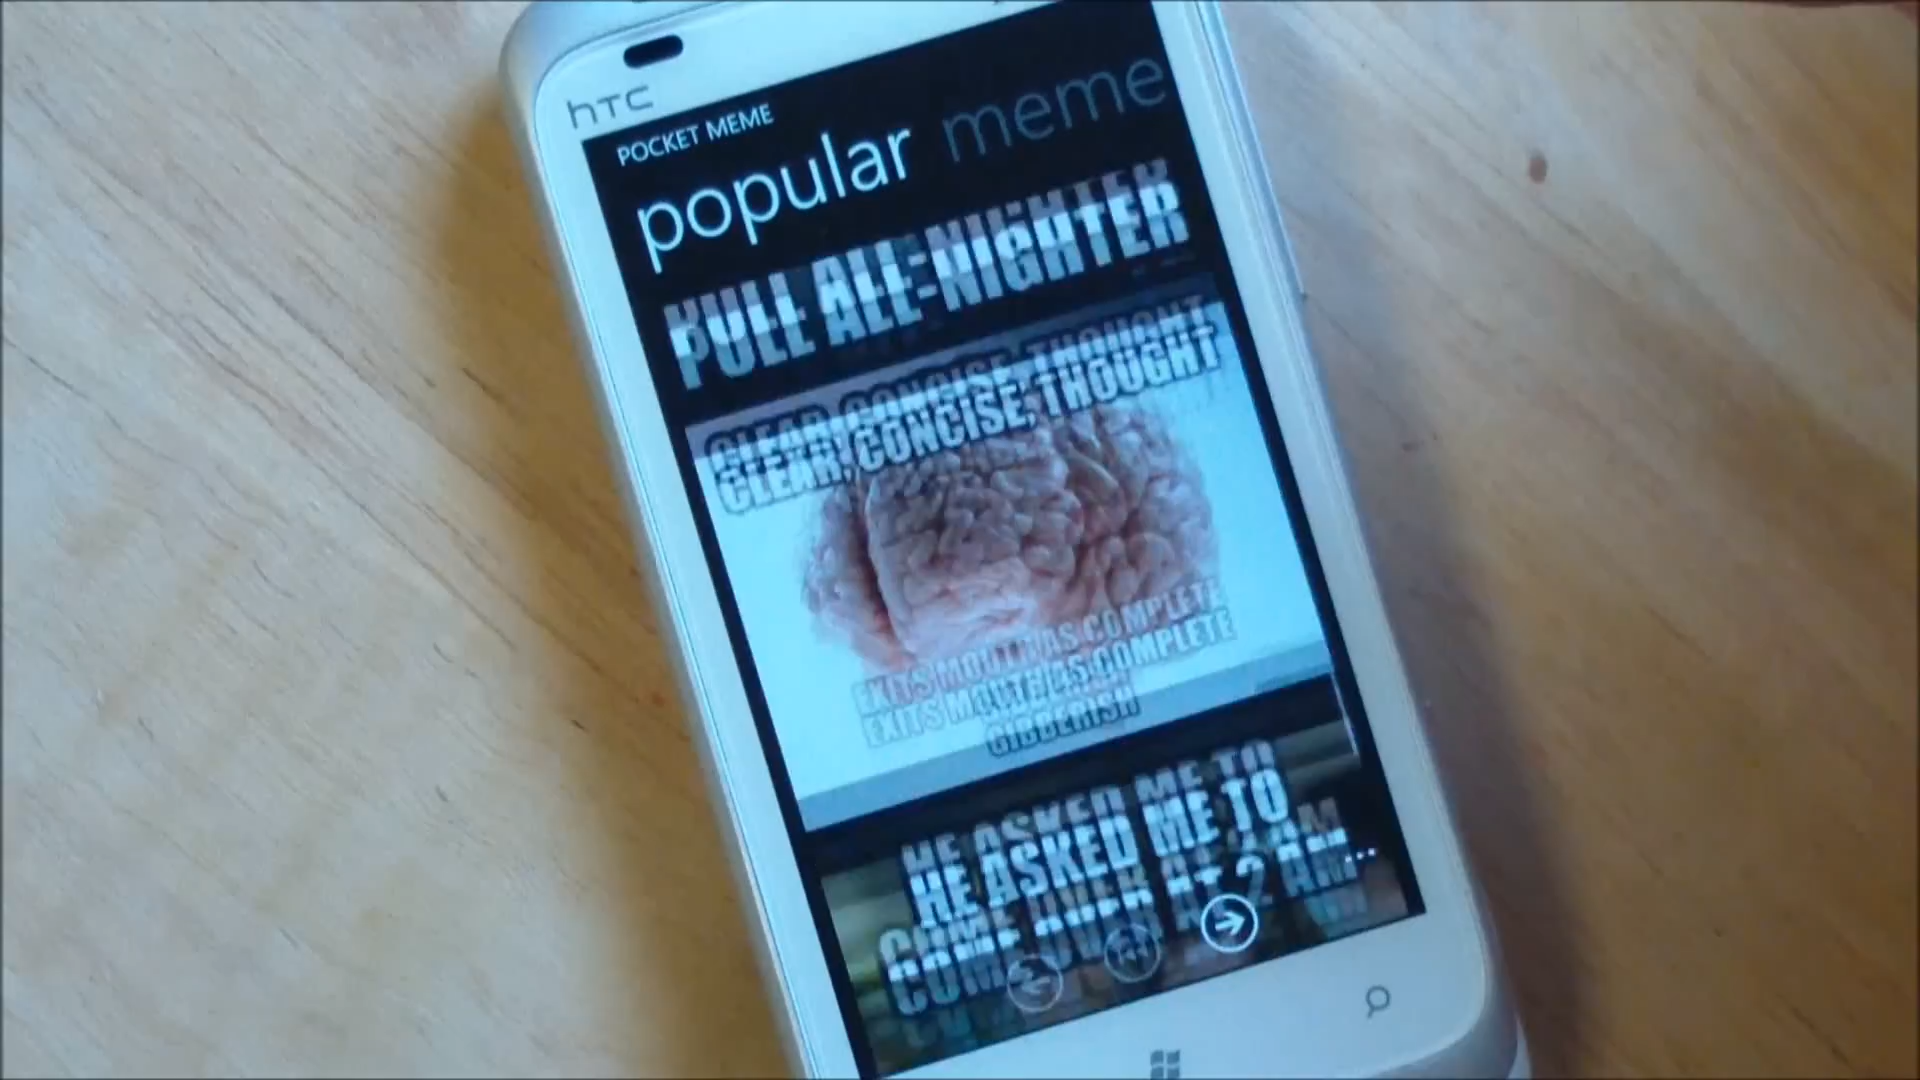 hTC
POCKET MEME
popular meme
PULL ALL-NIGHTER
CLEAR, CONCISE, THOUGHT
EXITS MOUTH AS COMPLETE
GIBBERISH
HE ASKED ME TO
COME OVER AT 2 AM...